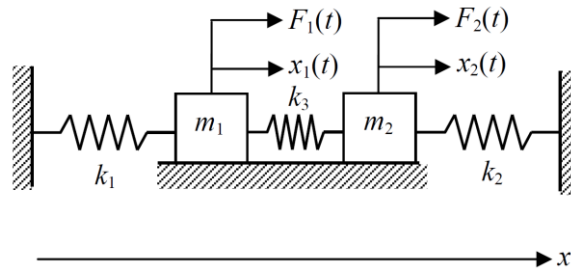 F₁(t)
F₂(t)
x₁(t)
x₂(t)
k₃
m₁
m₂
k₁
k₂
x